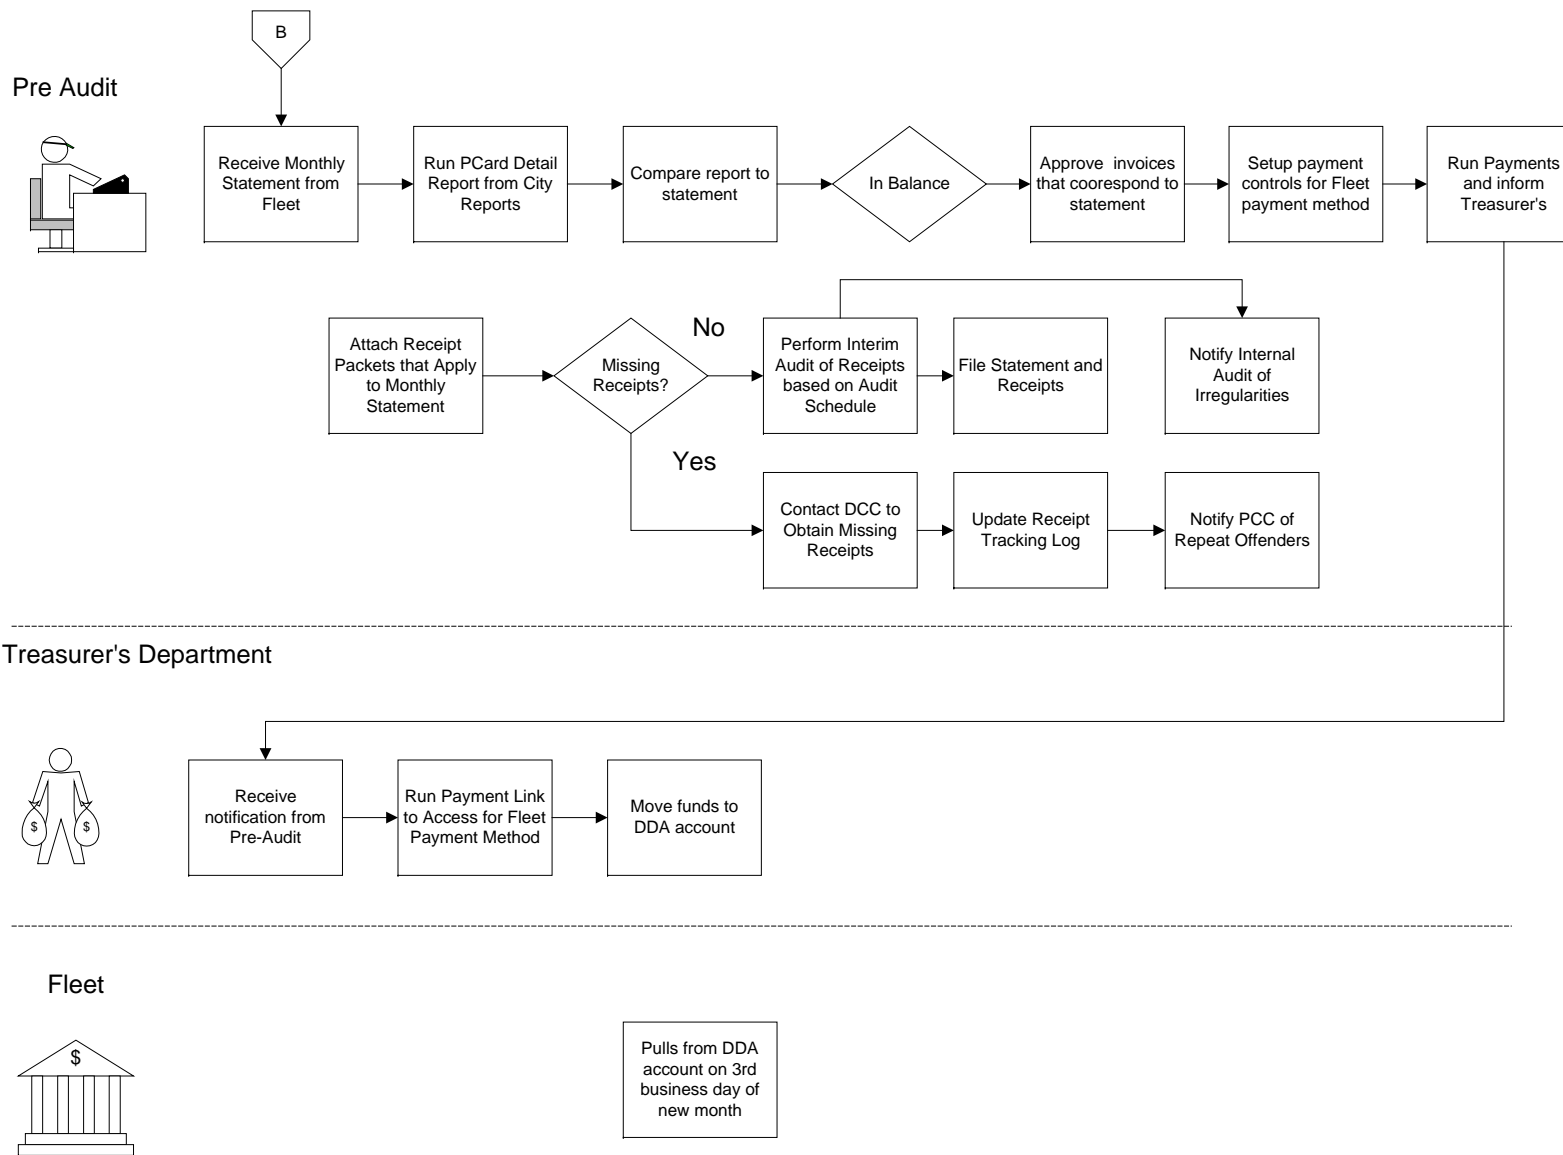 B
Pre Audit
Receive Monthly
Statement from
Fleet
Run PCard Detail
Report from City
Reports
Compare report to
statement
In Balance
Approve invoices
that coorespond to
statement
Setup payment
controls for Fleet
payment method
Run Payments
and inform
Treasurer's
Attach Receipt
Packets that Apply
to Monthly
Statement
Missing
Receipts?
No
Perform Interim
Audit of Receipts
based on Audit
Schedule
File Statement and
Receipts
Notify Internal
Audit of
Irregularities
Yes
Contact DCC to
Obtain Missing
Receipts
Update Receipt
Tracking Log
Notify PCC of
Repeat Offenders
Treasurer's Department
$
$
Receive
notification from
Pre-Audit
Run Payment Link
to Access for Fleet
Payment Method
Move funds to
DDA account
Fleet
$
Pulls from DDA
account on 3rd
business day of
new month